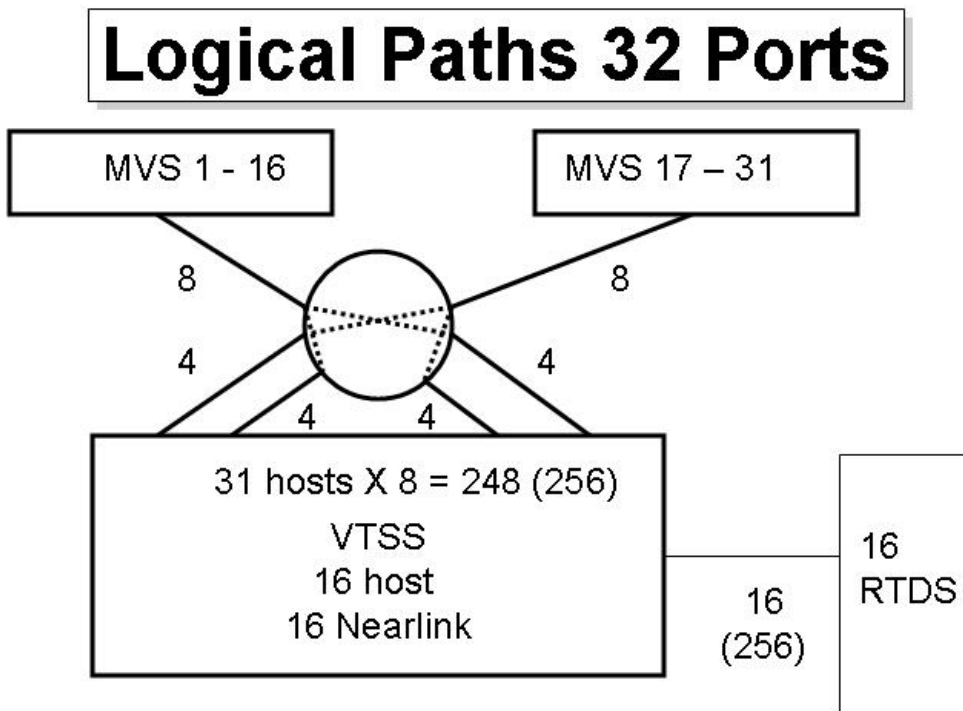 Logical Paths 32 Ports
MVS 1 - 16
MVS 17 – 31
8
8
4
4
4
4
31 hosts X 8 = 248 (256)
VTSS
16 host
16 Nearlink
16
(256)
16
RTDS